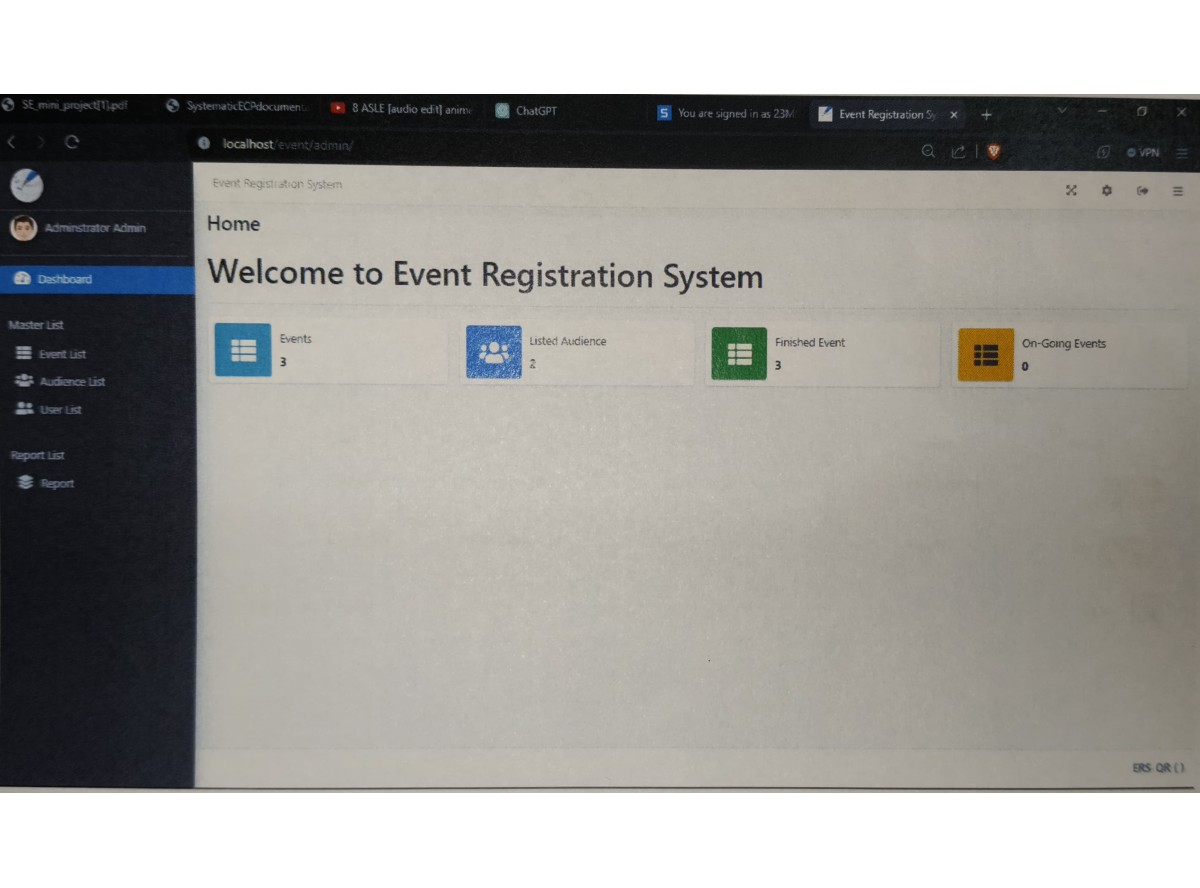 SE_mini_project[1].pdf
SystematicECPdocument
8 ASLE [audio edit] anime
ChatGPT
You are signed in as 23M
Event Registration Sy
localhost/event/admin/
VPN
Event Registration System
Adminstrator Admin
Home
Dashboard
Welcome to Event Registration System
Master List
Event List
Audience List
User List
Report List
Report
Events
3
Listed Audience
2
Finished Event
3
On-Going Events
0
ERS-QR ( )